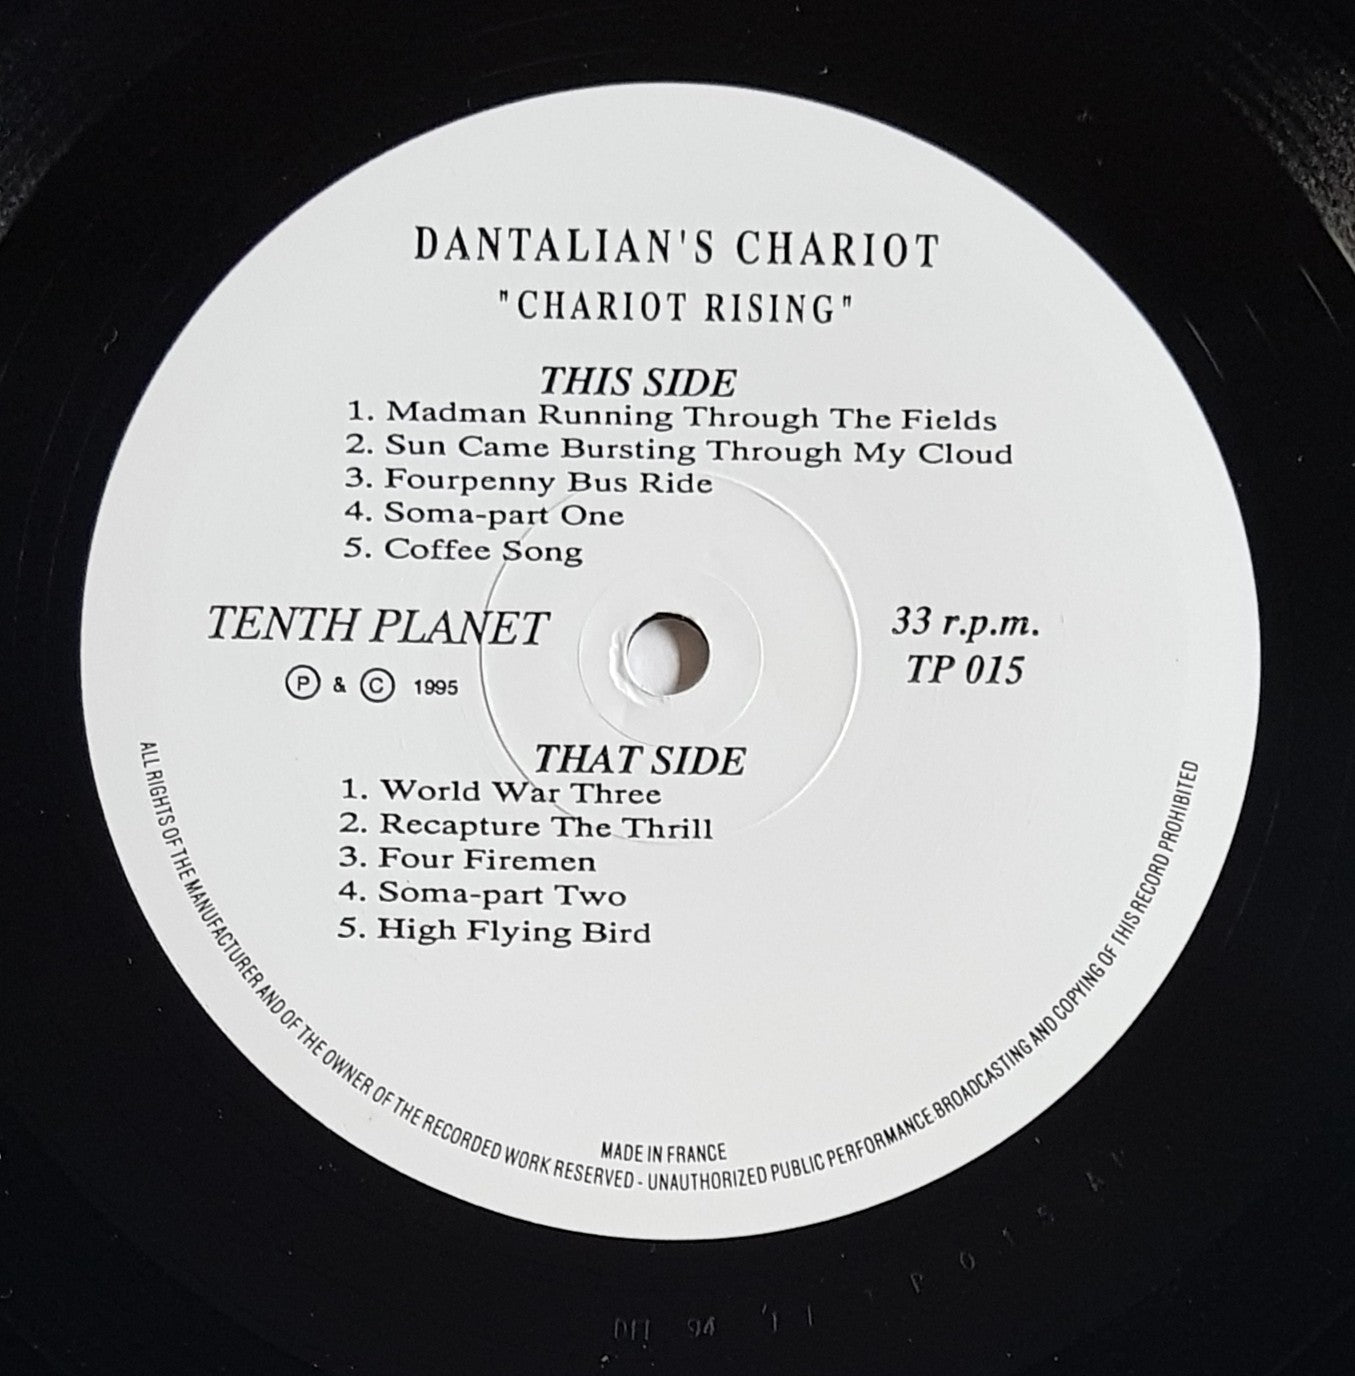 DANTALIAN'S CHARIOT
"CHARIOT RISING"
THIS SIDE
1. Madman Running Through The Fields
2. Sun Came Bursting Through My Cloud
3. Fourpenny Bus Ride
4. Soma-part One
5. Coffee Song
TENTH PLANET
Ⓟ & © 1995
33 r.p.m.
TP 015
THAT SIDE
1. World War Three
2. Recapture The Thrill
3. Four Firemen
4. Soma-part Two
5. High Flying Bird
MADE IN FRANCE
ALL RIGHTS OF THE MANUFACTURER AND OF THE OWNER OF THE RECORDED WORK RESERVED - UNAUTHORIZED PUBLIC PERFORMANCE.BROADCASTING AND COPYING OF THIS RECORD PROHIBITED